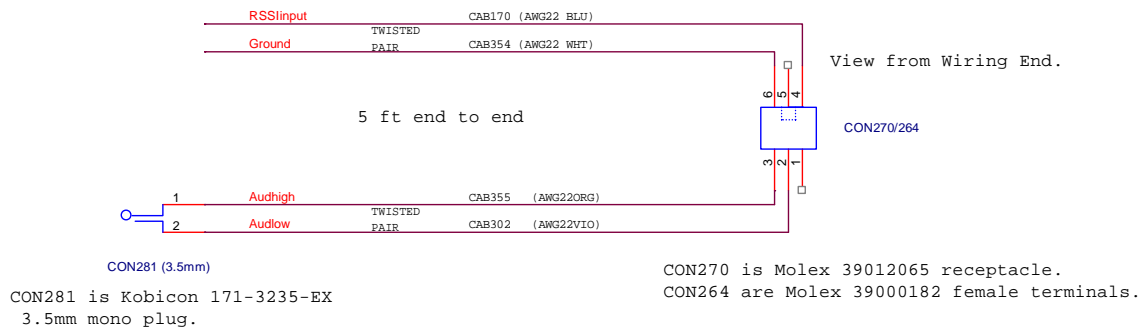 RSSIinput CAB170 (AWG22 BLU)
TWISTED
Ground PAIR CAB354 (AWG22 WHT)
View from Wiring End.
6 5 4
5 ft end to end
CON270/264
3 2 1
1 Audhigh CAB355 (AWG22ORG)
TWISTED
2 Audlow PAIR CAB302 (AWG22VIO)
CON281 (3.5mm)
CON281 is Kobicon 171-3235-EX
3.5mm mono plug.
CON270 is Molex 39012065 receptacle.
CON264 are Molex 39000182 female terminals.